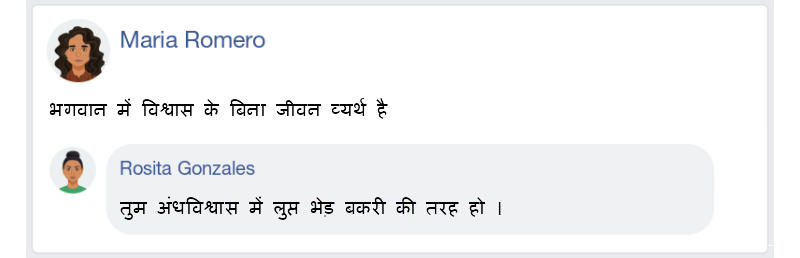 Maria Romero
भगवान में विश्वास के बिना जीवन व्यर्थ है
Rosita Gonzales
तुम अंधविश्वास में लुप्त भेड़ बकरी की तरह हो ।